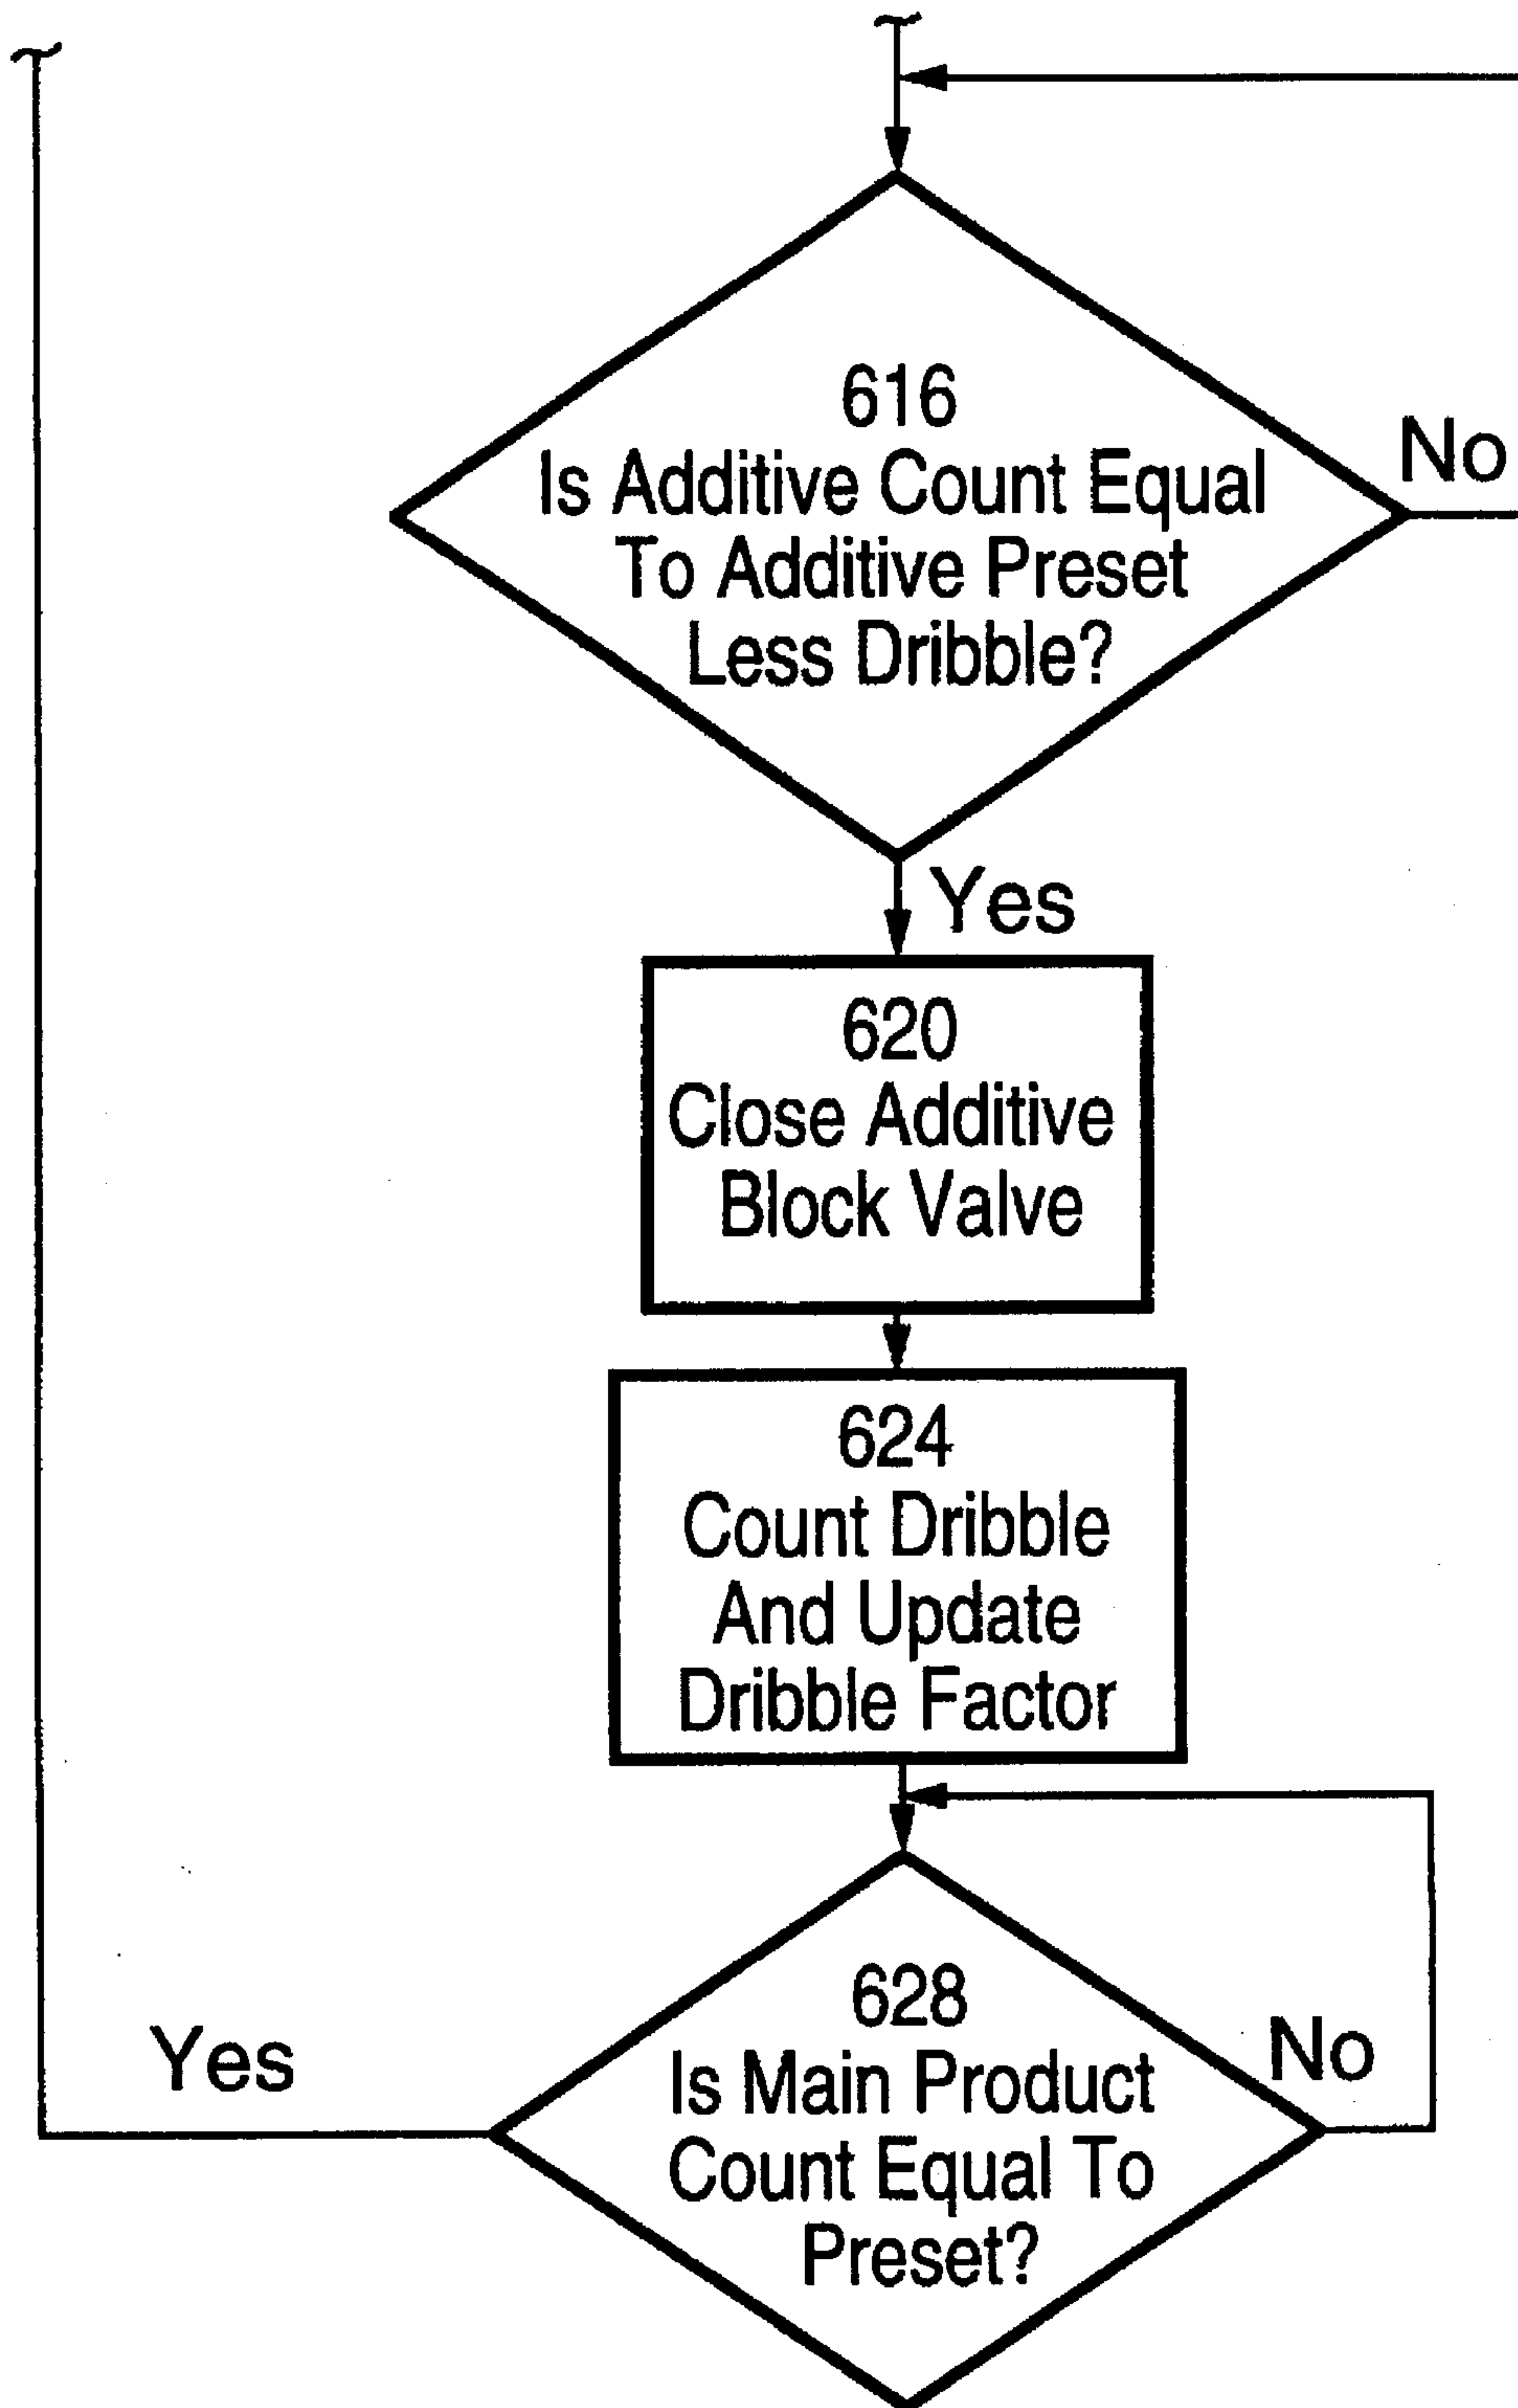 616
Is Additive Count Equal
To Additive Preset
Less Dribble?
No
Yes
620
Close Additive
Block Valve
624
Count Dribble
And Update
Dribble Factor
628
Is Main Product
Count Equal To
Preset?
Yes
No